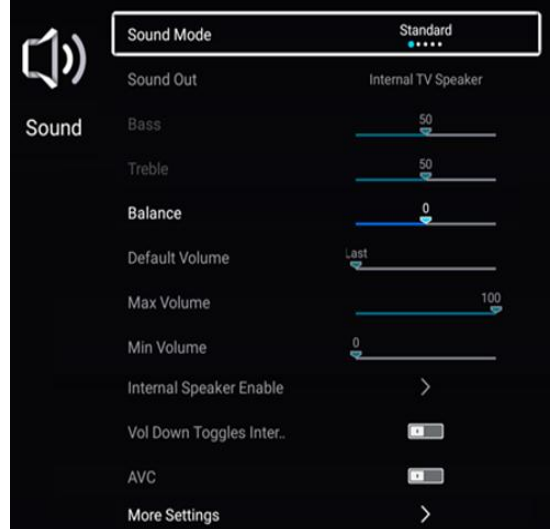 Sound
Sound Mode Standard
Sound Out Internal TV Speaker
Bass 50
Treble 50
Balance 0
Default Volume Last
Max Volume 100
Min Volume 0
Internal Speaker Enable
Vol Down Toggles Inter..
AVC
More Settings